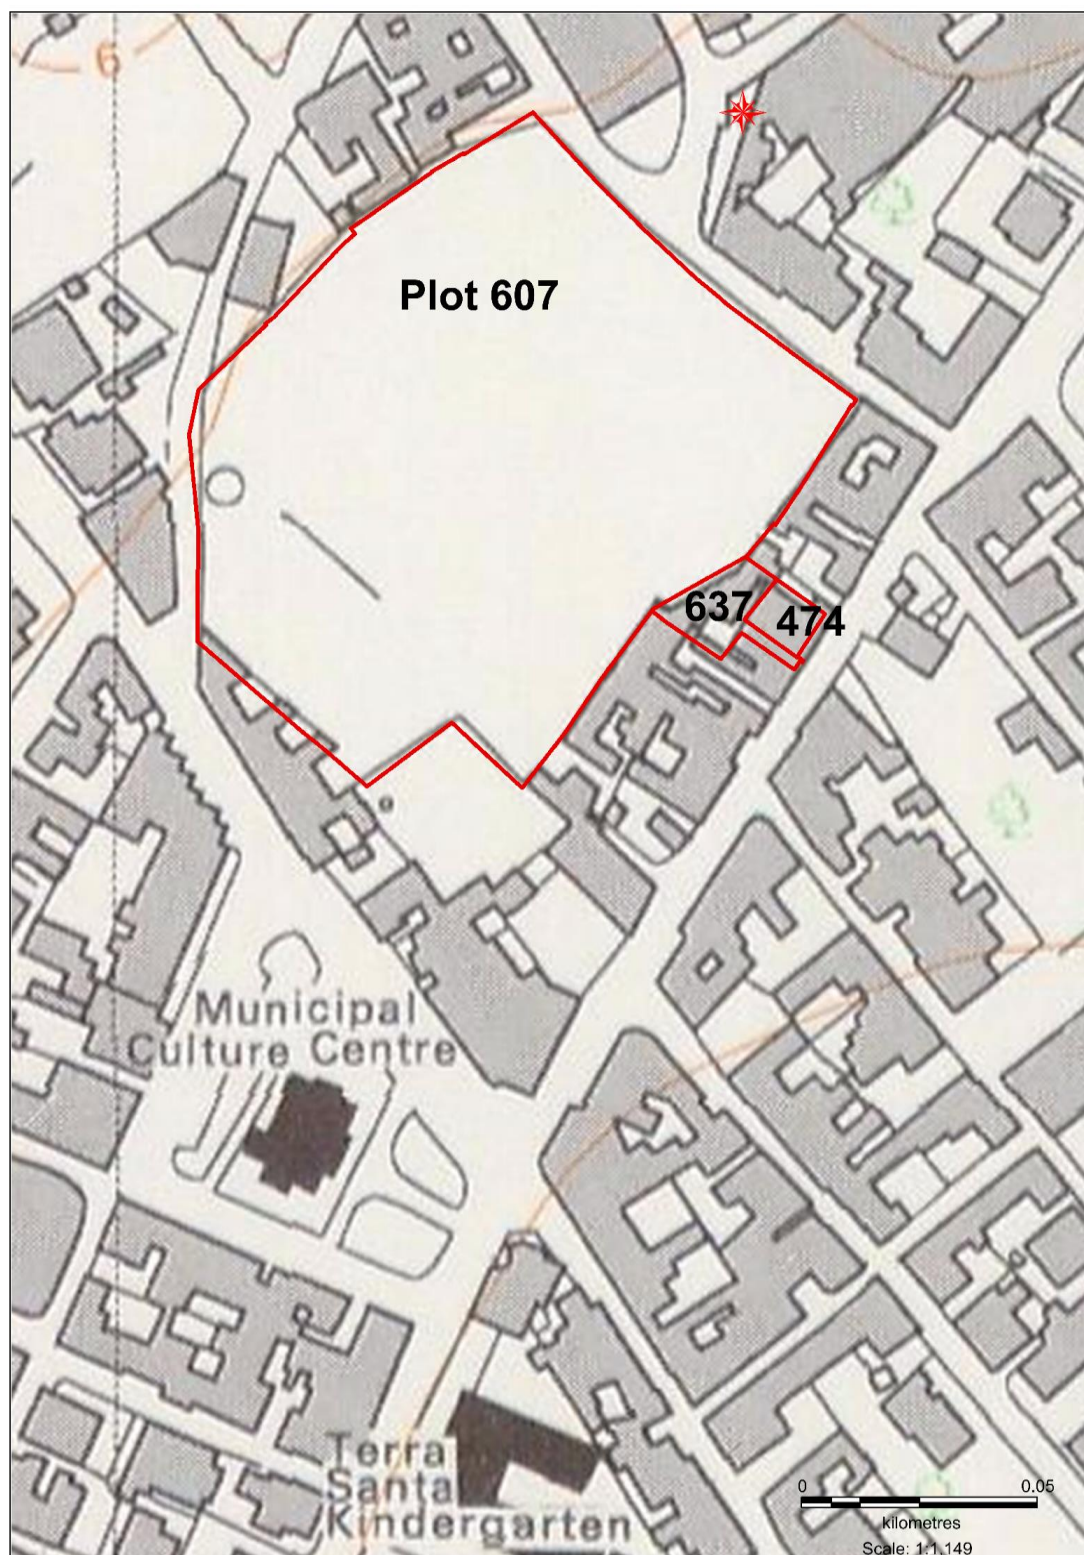 6
Plot 607
637
474
Municipal
Culture Centre
Terra
Santa
Kindergarten
0 0.05
kilometres
Scale: 1:1,149